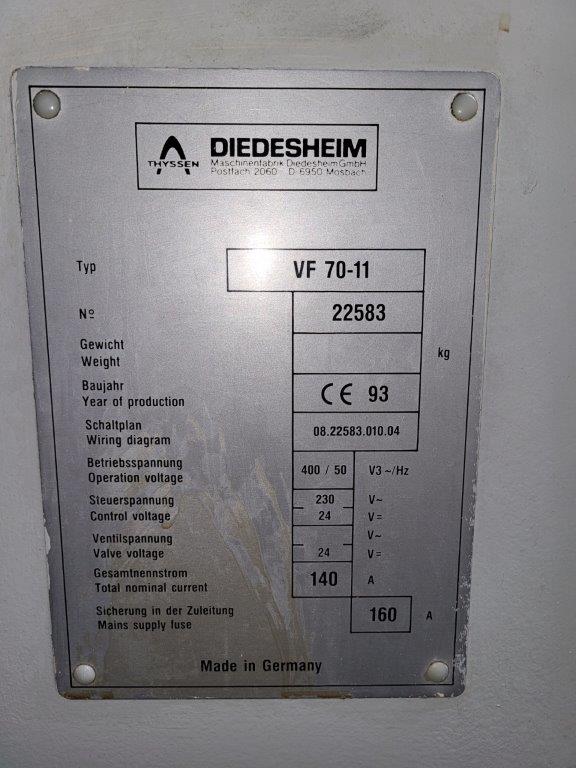 THYSSEN
DIEDESHEIM
Maschinenfabrik Diedesheim GmbH
Postfach 2060 D-6950 Mosbach
Typ VF 70-11
Nº 22583
Gewicht
Weight kg
Baujahr
Year of production CE 93
Schaltplan
Wiring diagram 08.22583.010.04
Betriebsspannung
Operation voltage 400 / 50 V3~/Hz
Steuerspannung 230 V~
Control voltage 24 V=
Ventilspannung V~
Valve voltage 24 V=
Gesamtnennstrom
Total nominal current 140 A
Sicherung in der Zuleitung
Mains supply fuse 160 A
Made in Germany